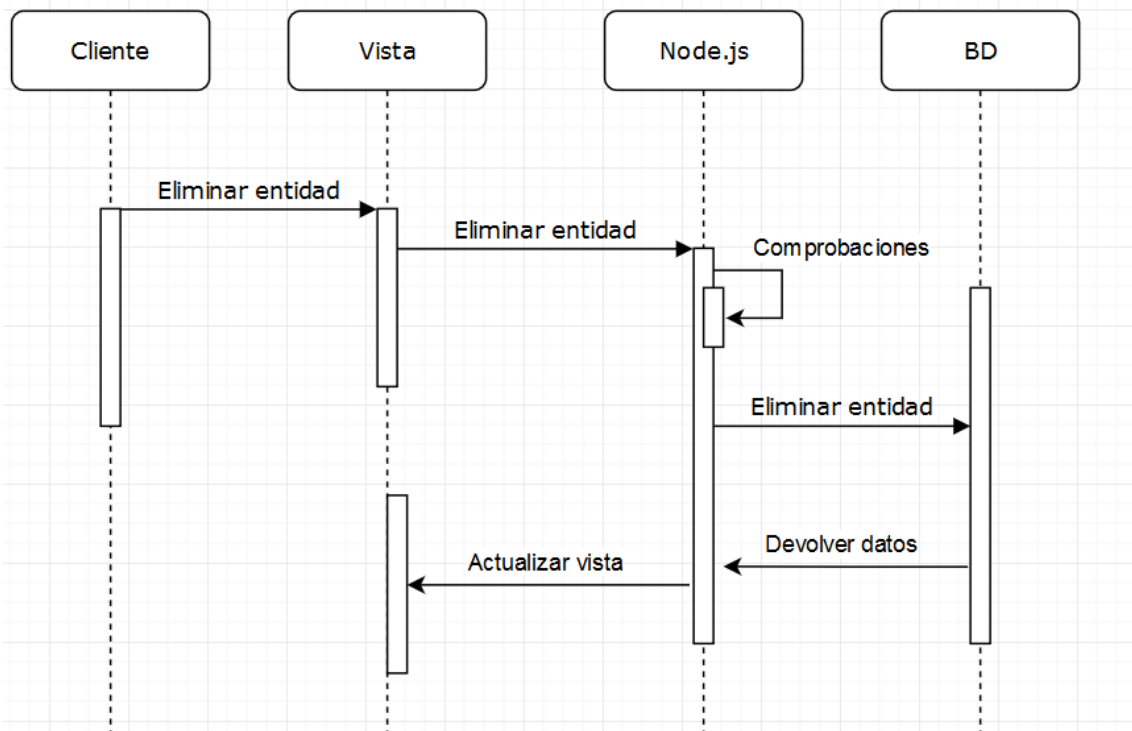 Cliente
Vista
Node.js
BD
Eliminar entidad
Eliminar entidad
Comprobaciones
Eliminar entidad
Devolver datos
Actualizar vista